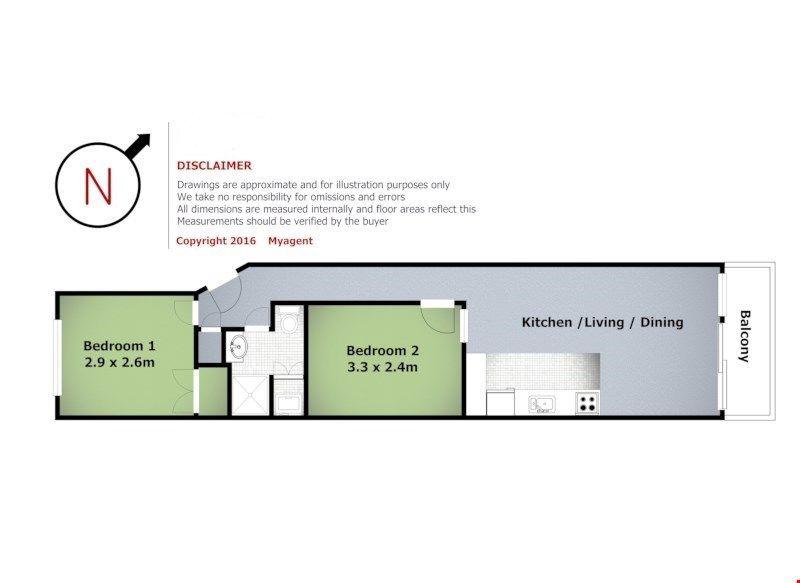 N
DISCLAIMER
Drawings are approximate and for illustration purposes only
We take no responsibility for omissions and errors
All dimensions are measured internally and floor areas reflect this
Measurements should be verified by the buyer
Copyright 2016 Myagent
Bedroom 1
2.9 x 2.6m
Bedroom 2
3.3 x 2.4m
Kitchen /Living / Dining
Balcony